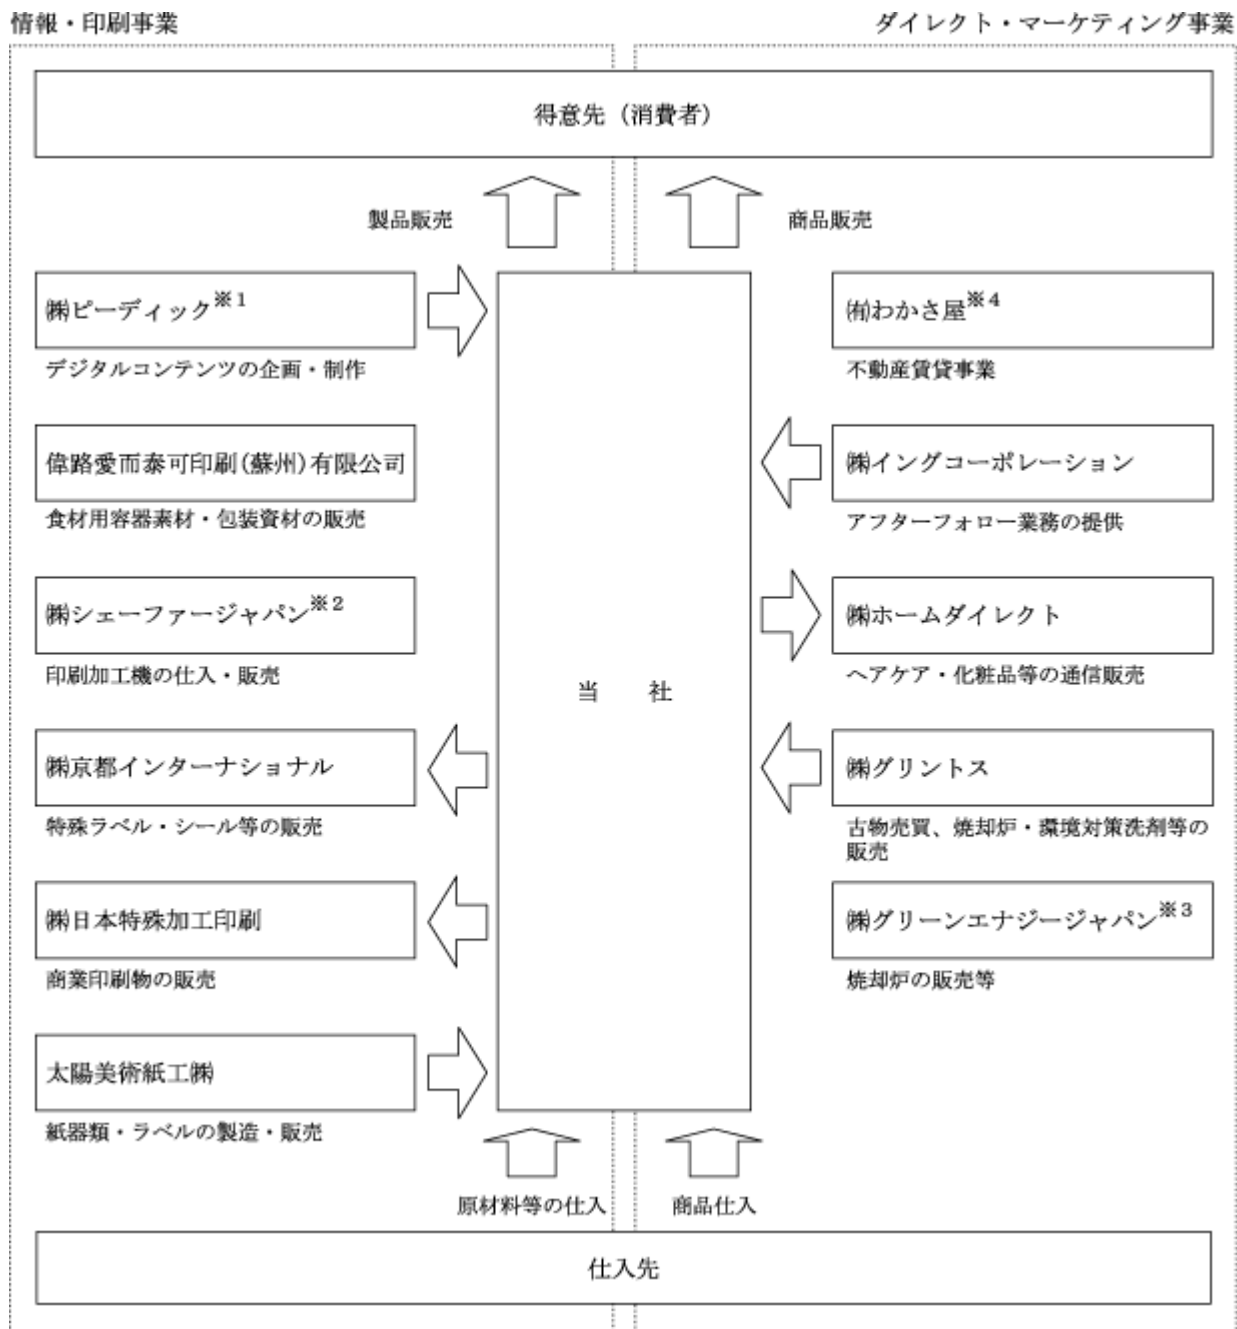 情報・印刷事業
ダイレクト・マーケティング事業
得意先（消費者）
製品販売
商品販売
㈱ピーディック※1
デジタルコンテンツの企画・制作
偉路愛而泰可印刷(蘇州)有限公司
食材用容器素材・包装資材の販売
㈱シェーファージャパン※2
印刷加工機の仕入・販売
㈱京都インターナショナル
特殊ラベル・シール等の販売
㈱日本特殊加工印刷
商業印刷物の販売
太陽美術紙工㈱
紙器類・ラベルの製造・販売
当　　社
㈲わかさ屋※4
不動産賃貸事業
㈱イングコーポレーション
アフターフォロー業務の提供
㈱ホームダイレクト
ヘアケア・化粧品等の通信販売
㈱グリントス
古物売買、焼却炉・環境対策洗剤等の
販売
㈱グリーンエナジージャパン※3
焼却炉の販売等
原材料等の仕入
商品仕入
仕入先